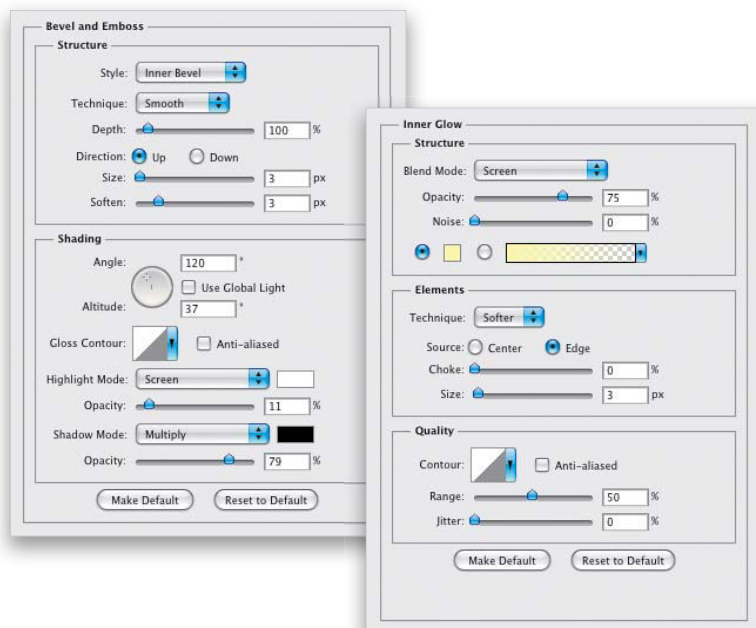 Bevel and Emboss
Structure
Style: Inner Bevel
Technique: Smooth
Depth: 100 %
Direction: Up Down
Size: 3 px
Soften: 3 px
Shading
Angle: 120 °
Use Global Light
Altitude: 37 °
Gloss Contour: Anti-aliased
Highlight Mode: Screen
Opacity: 11 %
Shadow Mode: Multiply
Opacity: 79 %
Make Default Reset to Default
Inner Glow
Structure
Blend Mode: Screen
Opacity: 75 %
Noise: 0 %
Elements
Technique: Softer
Source: Center Edge
Choke: 0 %
Size: 3 px
Quality
Contour: Anti-aliased
Range: 50 %
Jitter: 0 %
Make Default Reset to Default